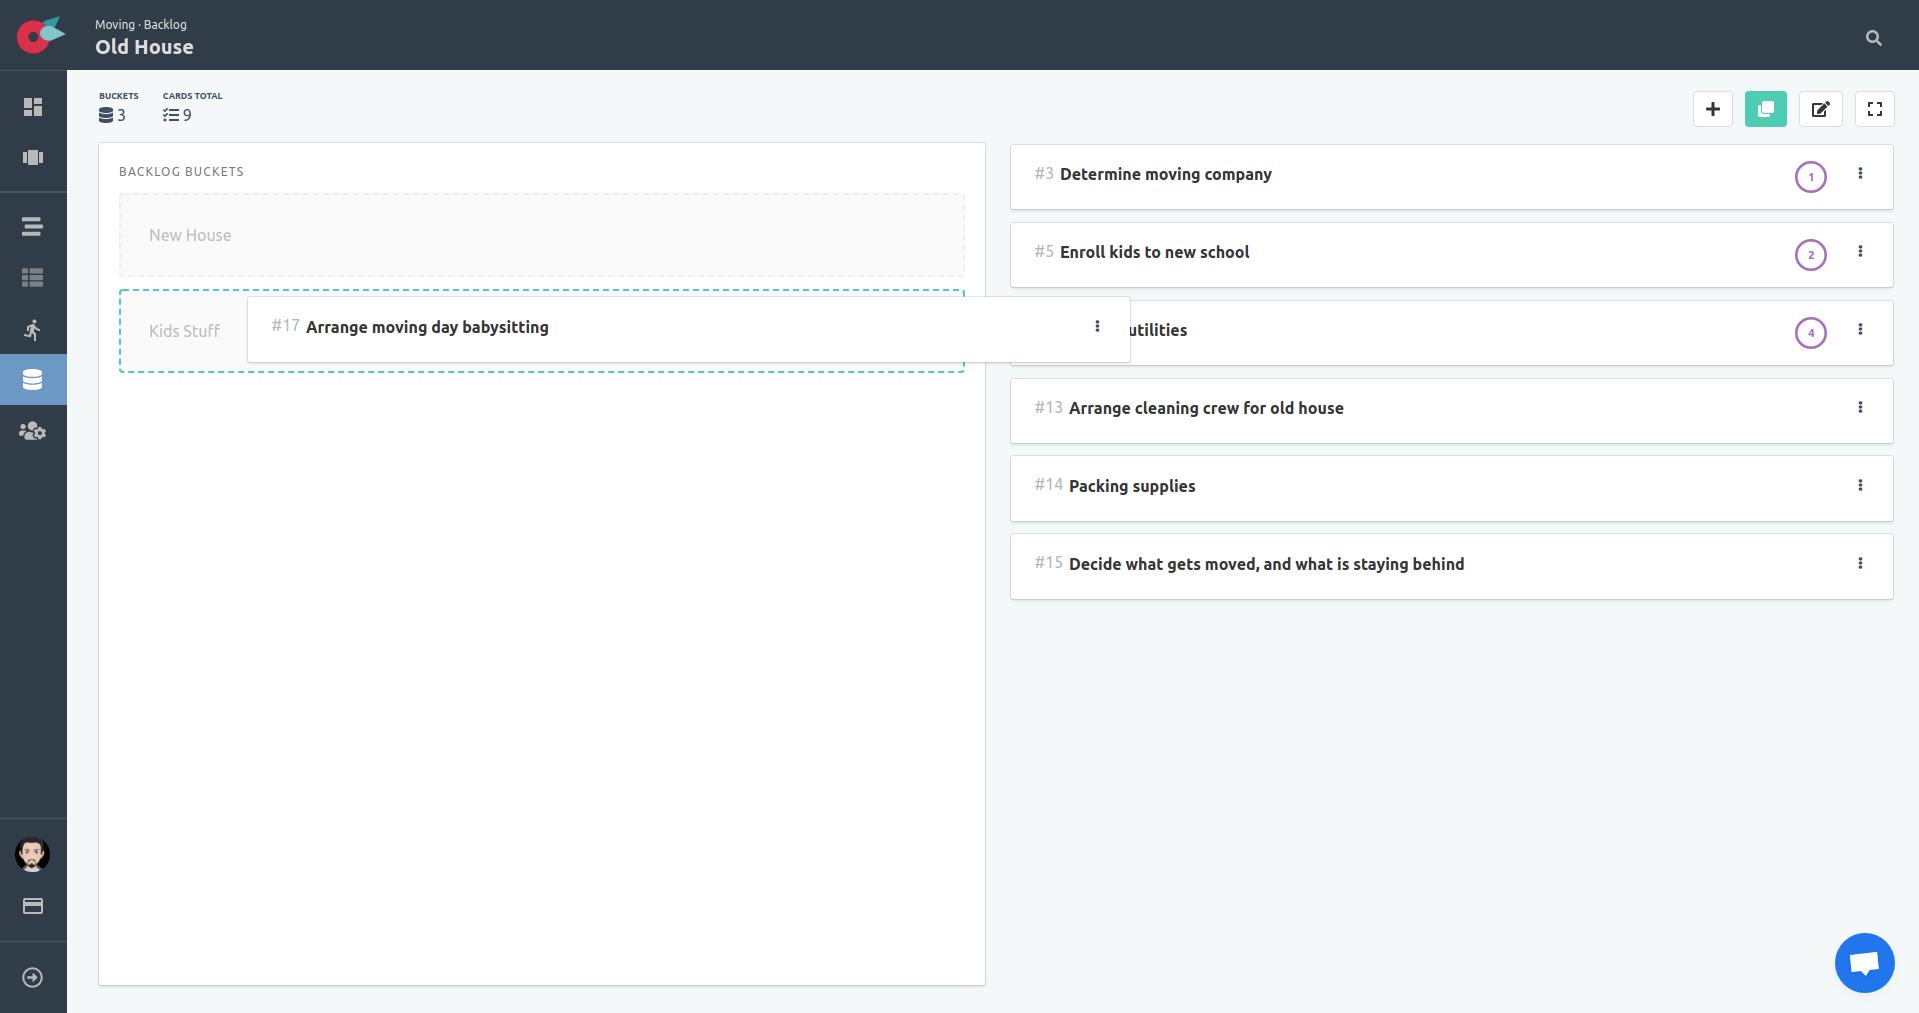 Moving · Backlog
Old House
BUCKETS
3
CARDS TOTAL
9
BACKLOG BUCKETS
New House
Kids Stuff
#17 Arrange moving day babysitting
#3 Determine moving company
1
#5 Enroll kids to new school
2
utilities
4
#13 Arrange cleaning crew for old house
#14 Packing supplies
#15 Decide what gets moved, and what is staying behind